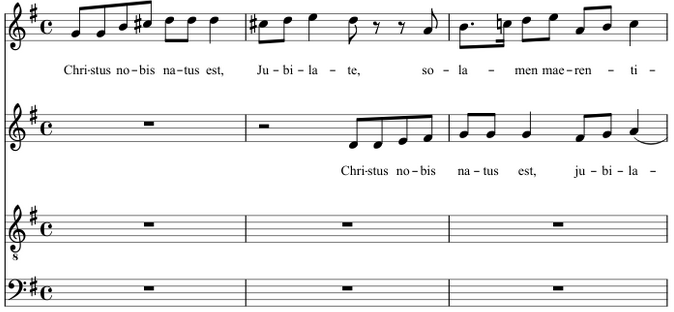 Chri-stus no-bis na-tus est, Ju-bi-la-te, so-la-men mae-ren-ti-
Chri-stus no-bis na-tus est, ju-bi-la-
8